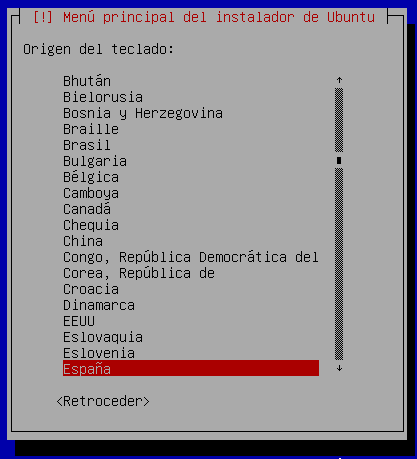 [!] Menú principal del instalador de Ubuntu
Origen del teclado:
Bhután
Bielorusia
Bosnia y Herzegovina
Braille
Brasil
Bulgaria
Bélgica
Camboya
Canadá
Chequia
China
Congo, República Democrática del
Corea, República de
Croacia
Dinamarca
EEUU
Eslovaquia
Eslovenia
España
<Retroceder>